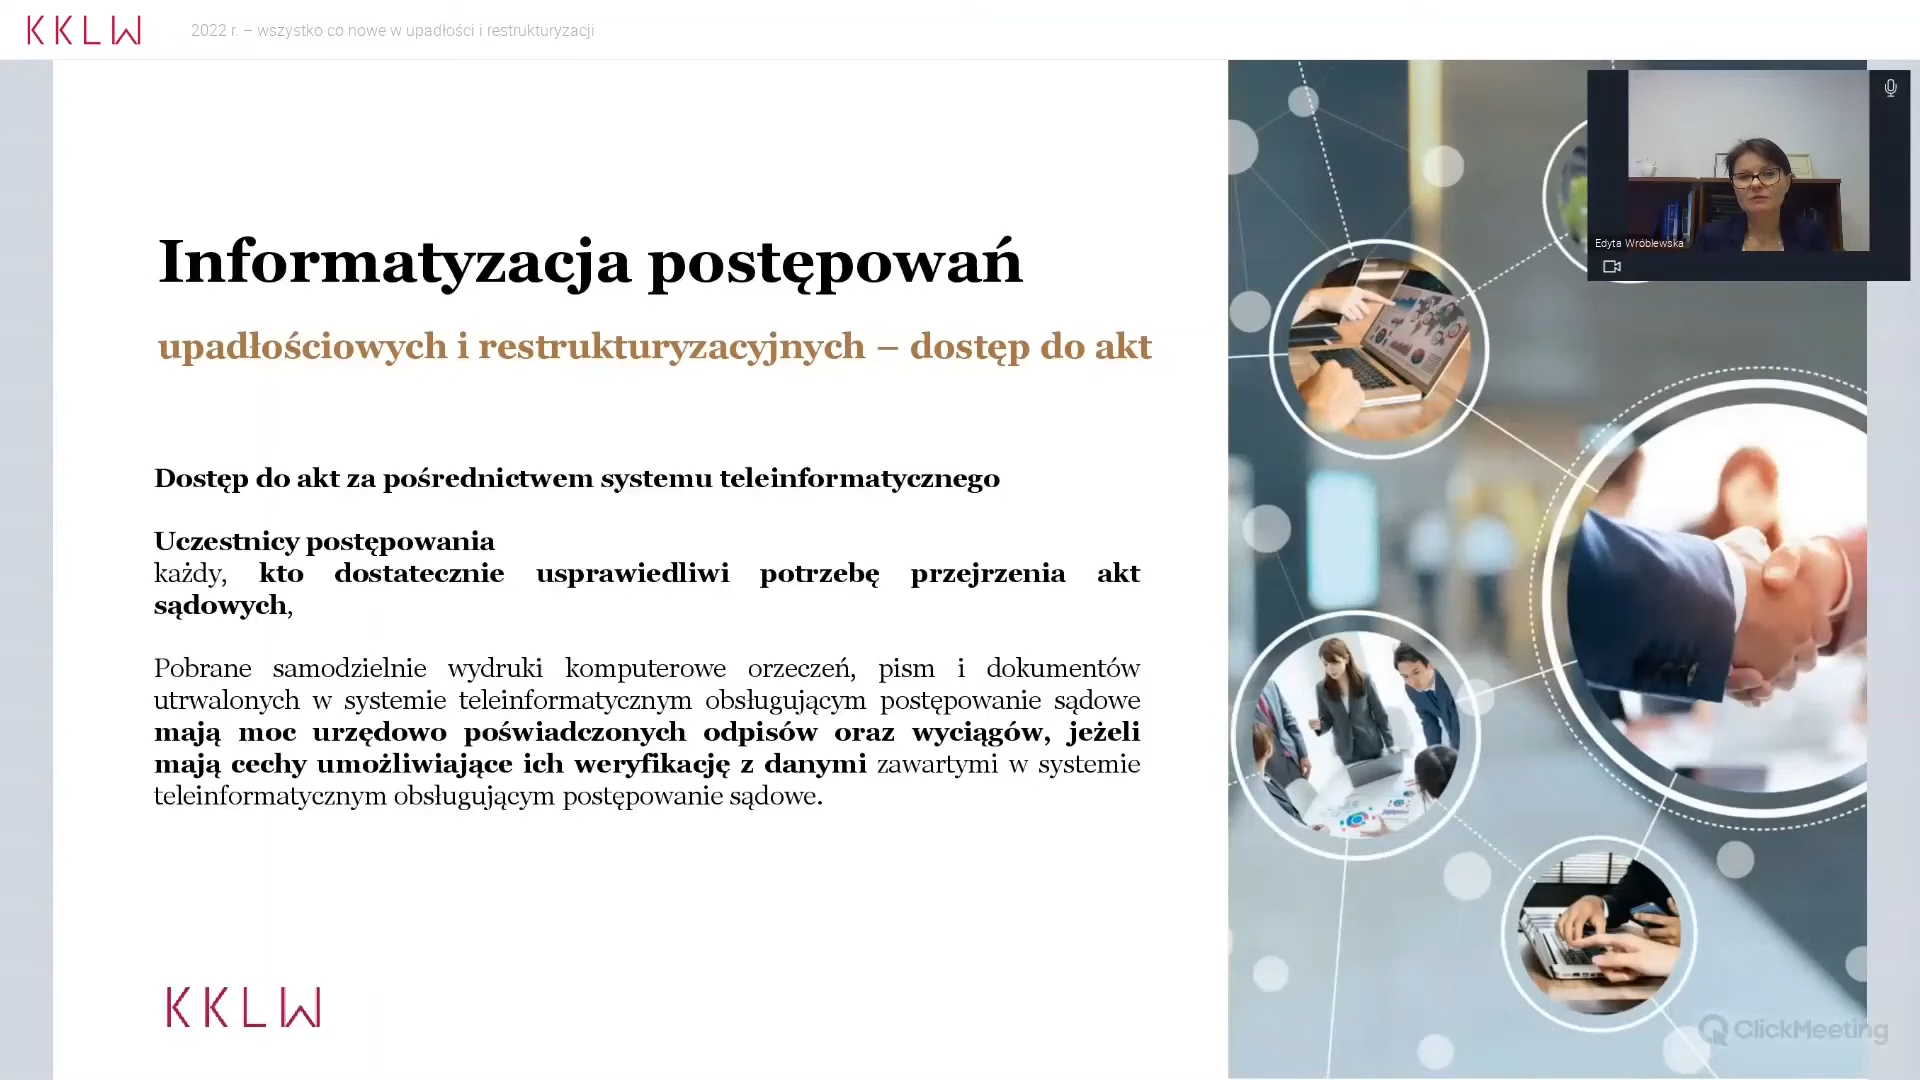 KKLW 2022 r. – wszystko co nowe w upadłości i restrukturyzacji
Edyta Wróblewska
Informatyzacja postępowań
upadłościowych i restrukturyzacyjnych – dostęp do akt
Dostęp do akt za pośrednictwem systemu teleinformatycznego
Uczestnicy postępowania
każdy, kto dostatecznie usprawiedliwi potrzebę przejrzenia akt
sądowych,
Pobrane samodzielnie wydruki komputerowe orzeczeń, pism i dokumentów
utrwalonych w systemie teleinformatycznym obsługującym postępowanie sądowe
mają moc urzędowo poświadczonych odpisów oraz wyciągów, jeżeli
mają cechy umożliwiające ich weryfikację z danymi zawartymi w systemie
teleinformatycznym obsługującym postępowanie sądowe.
KKLW
ClickMeeting